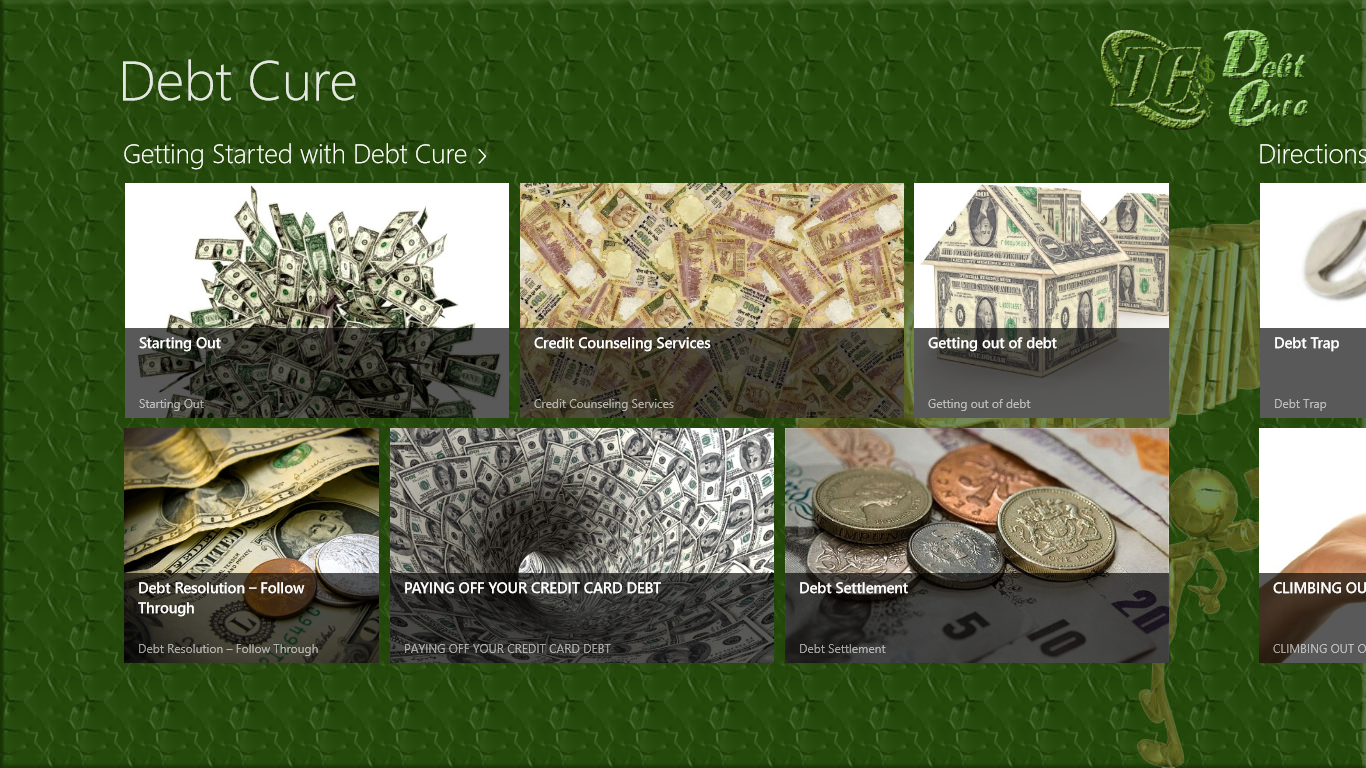 Debt Cure
DC$ Debt
Cure
Getting Started with Debt Cure >
Directions
Starting Out
Starting Out
Credit Counseling Services
Credit Counseling Services
Getting out of debt
Getting out of debt
Debt Trap
Debt Trap
Debt Resolution – Follow
Through
Debt Resolution – Follow Through
PAYING OFF YOUR CREDIT CARD DEBT
PAYING OFF YOUR CREDIT CARD DEBT
5
10
20
Debt Settlement
Debt Settlement
CLIMBING OU
CLIMBING OUT O